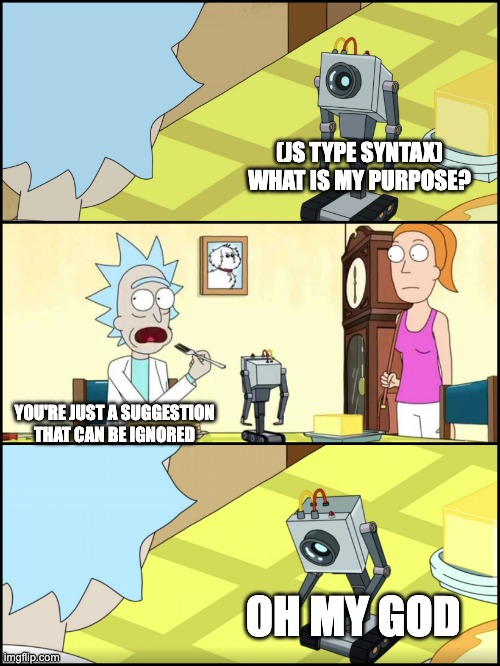 (JS TYPE SYNTAX)
WHAT IS MY PURPOSE?
YOU'RE JUST A SUGGESTION
THAT CAN BE IGNORED
OH MY GOD
imgflip.com